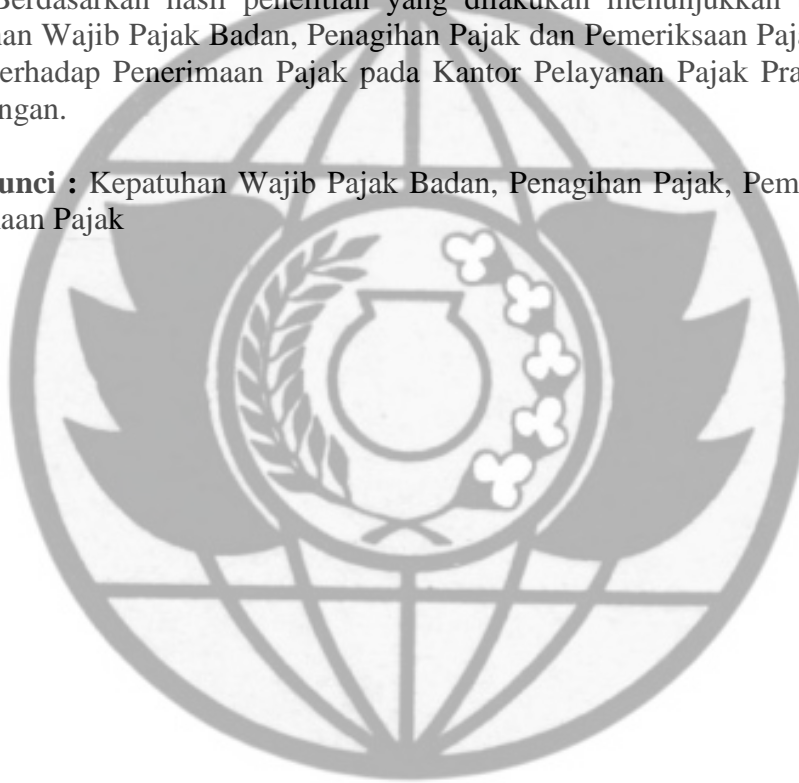 Berdasarkan hasil penelitian yang dilakukan menunjukkan
an Wajib Pajak Badan, Penagihan Pajak dan Pemeriksaan Paja
erhadap Penerimaan Pajak pada Kantor Pelayanan Pajak Pra
ngan.
unci : Kepatuhan Wajib Pajak Badan, Penagihan Pajak, Pem
aan Pajak